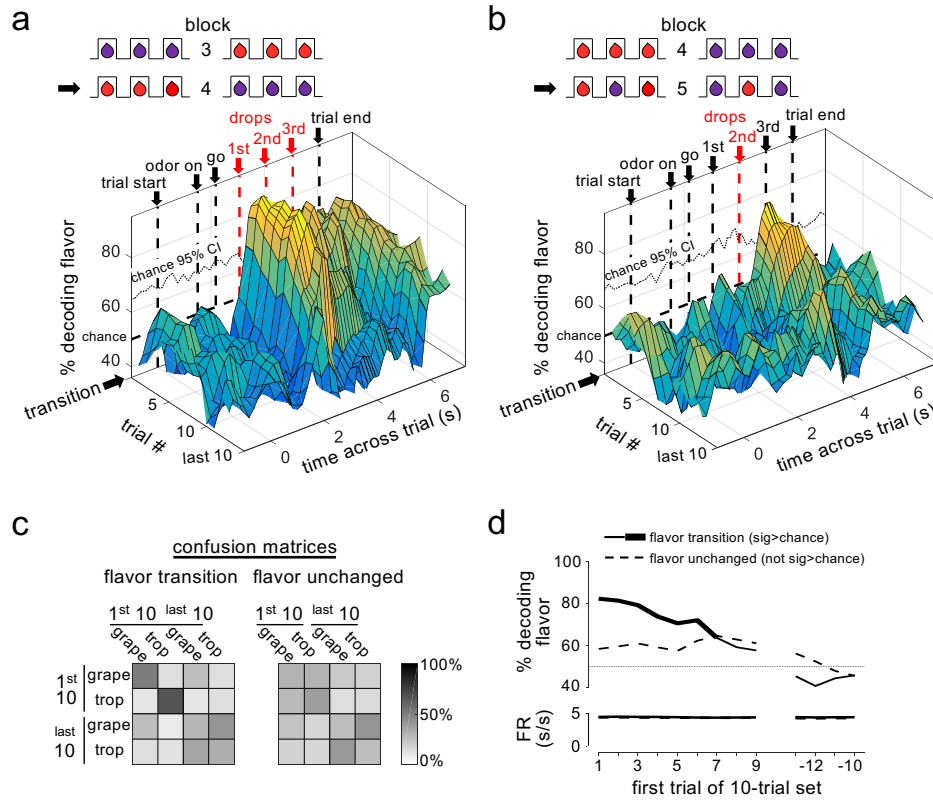 a
block
3
4
drops
1st
2nd
3rd
trial end
go
odor on
trial start
% decoding flavor
80
60
chance
40
chance 95% CI
transition
5
10
last 10
trial #
0
2
4
6
time across trial (s)
b
block
4
5
drops
1st
2nd
3rd
trial end
go
odor on
trial start
% decoding flavor
80
60
chance
40
chance 95% CI
transition
5
10
last 10
trial #
0
2
4
6
time across trial (s)
c
confusion matrices
flavor transition
flavor unchanged
1st 10
last 10
grape
trop
grape
trop
1st 10
last 10
grape
trop
grape
trop
1st
10
grape
trop
last
10
grape
trop
100%
50%
0%
d
flavor transition (sig>chance)
flavor unchanged (not sig>chance)
% decoding
flavor
100
80
60
40
FR
(s/s)
5
0
1
3
5
7
9
-12
-10
first trial of 10-trial set